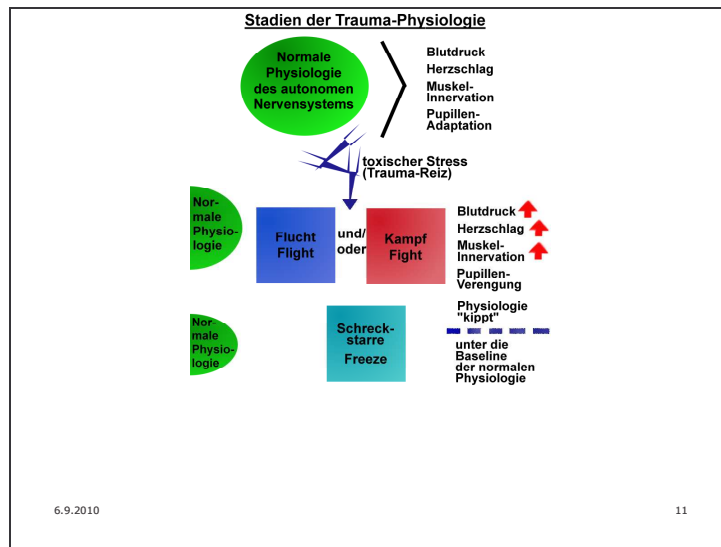 Stadien der Trauma-Physiologie
Normale
Physiologie
des autonomen
Nervensystems
Blutdruck
Herzschlag
Muskel-
Innervation
Pupillen-
Adaptation
toxischer Stress
(Trauma-Reiz)
Nor-
male
Physio-
logie
Flucht
Flight
und/
oder
Kampf
Fight
Blutdruck
Herzschlag
Muskel-
Innervation
Pupillen-
Verengung
Nor-
male
Physio-
logie
Schreck-
starre
Freeze
Physiologie
"kippt"
unter die
Baseline
der normalen
Physiologie
6.9.2010
11